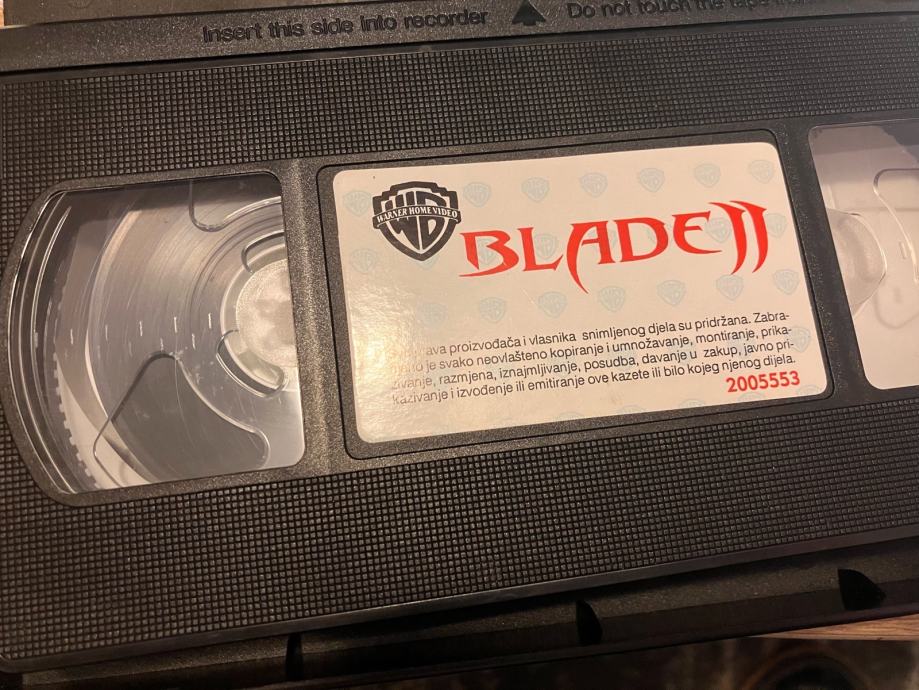 Insert this side into recorder
Do not touch the tape
WARNER HOME VIDEO
BLADE II
prava proizvođača i vlasnika snimljenog djela su pridržana. Zabra-
je svako neovlašteno kopiranje i umnožavanje, montiranje, prika-
zivanje, razmjena, iznajmljivanje, posudba, davanje u zakup, javno pri-
kazivanje i izvođenje ili emitiranje ove kazete ili bilo kojeg njenog dijela.
2005553